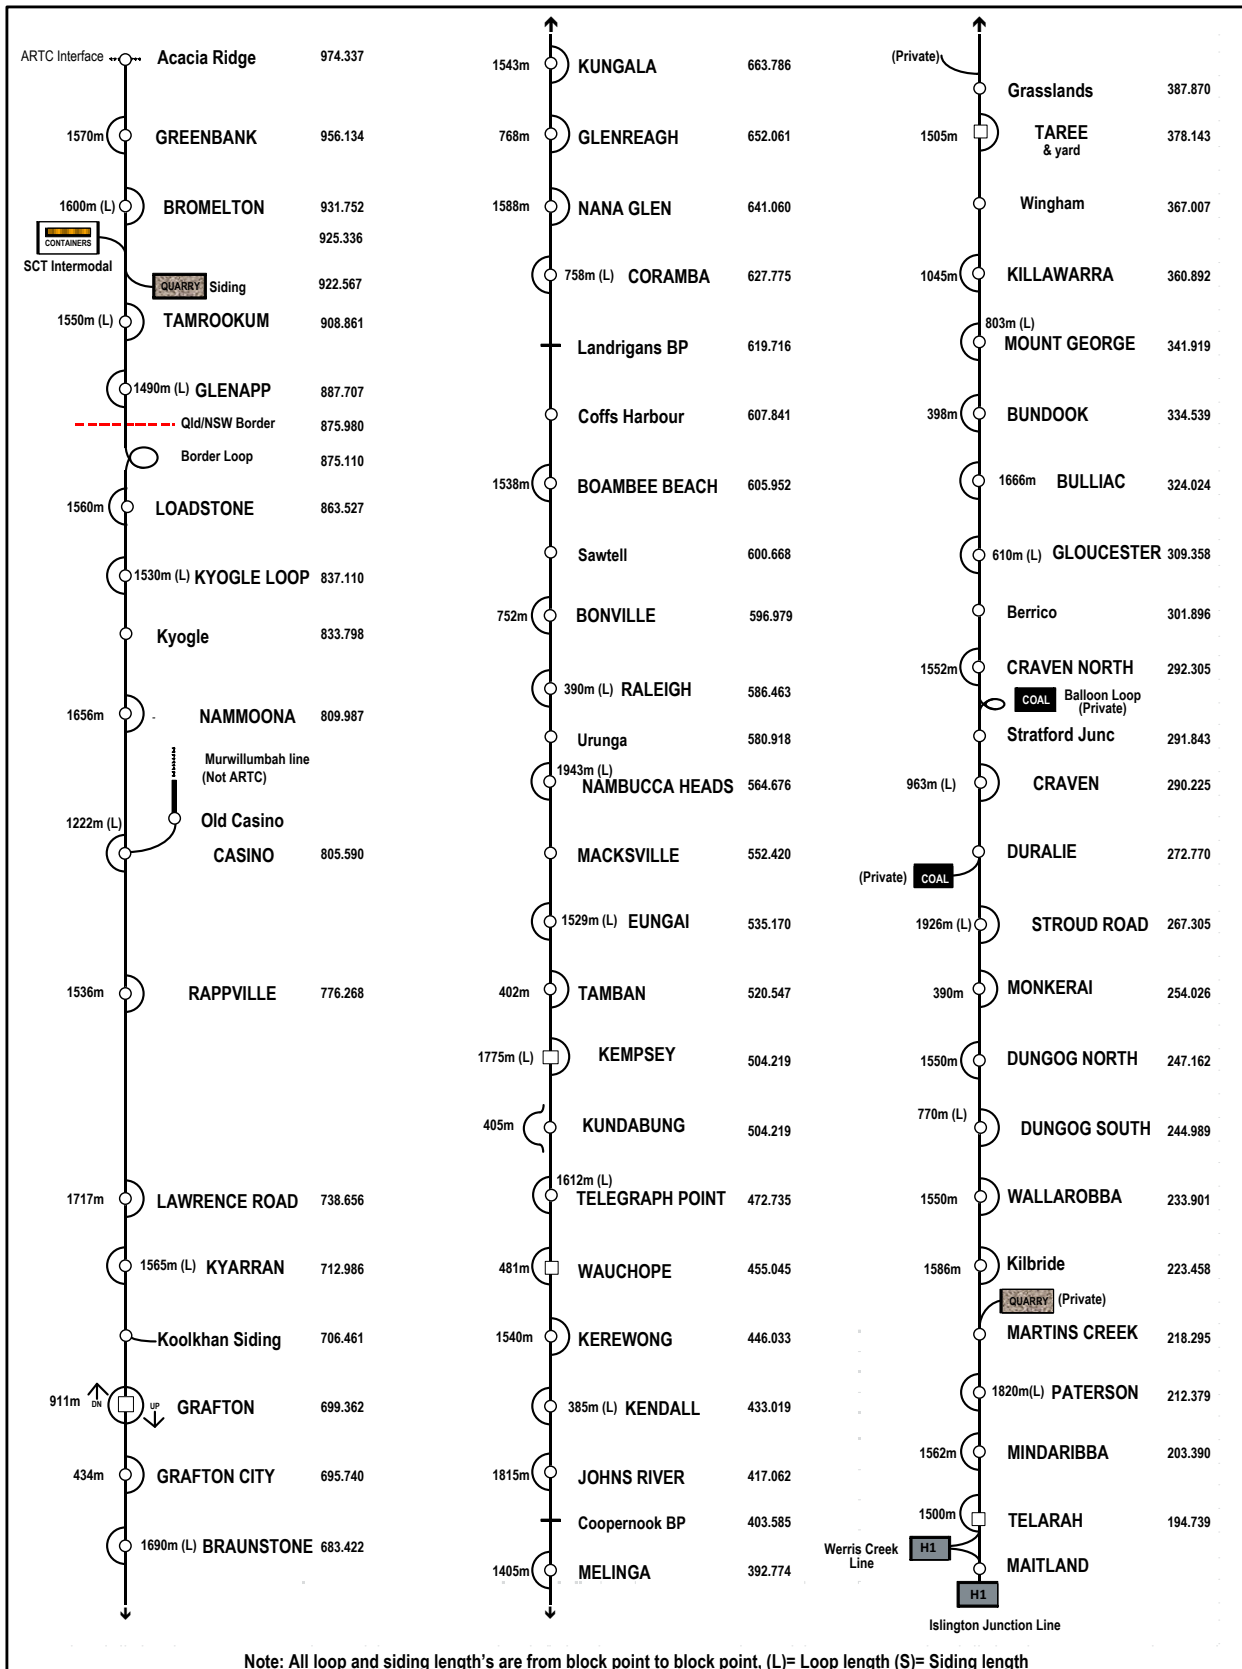 ARTC Interface Acacia Ridge 974.337
1570m GREENBANK 956.134
1600m (L) BROMELTON 931.752
CONTAINERS 925.336
SCT Intermodal
QUARRY Siding 922.567
1550m (L) TAMROOKUM 908.861
1490m (L) GLENAPP 887.707
Qld/NSW Border 875.980
Border Loop 875.110
1560m LOADSTONE 863.527
1530m (L) KYOGLE LOOP 837.110
Kyogle 833.798
1656m NAMMOONA 809.987
Murwillumbah line
(Not ARTC)
Old Casino
1222m (L)
CASINO 805.590
1536m RAPPVILLE 776.268
1717m LAWRENCE ROAD 738.656
1565m (L) KYARRAN 712.986
Koolkhan Siding 706.461
911m DN UP GRAFTON 699.362
434m GRAFTON CITY 695.740
1690m (L) BRAUNSTONE 683.422
1543m KUNGALA 663.786
768m GLENREAGH 652.061
1588m NANA GLEN 641.060
758m (L) CORAMBA 627.775
Landrigans BP 619.716
Coffs Harbour 607.841
1538m BOAMBEE BEACH 605.952
Sawtell 600.668
752m BONVILLE 596.979
390m (L) RALEIGH 586.463
Urunga 580.918
1943m (L)
NAMBUCCA HEADS 564.676
MACKSVILLE 552.420
1529m (L) EUNGAI 535.170
402m TAMBAN 520.547
1775m (L) KEMPSEY 504.219
405m KUNDABUNG 504.219
1612m (L)
TELEGRAPH POINT 472.735
481m WAUCHOPE 455.045
1540m KEREWONG 446.033
385m (L) KENDALL 433.019
1815m JOHNS RIVER 417.062
Coopernook BP 403.585
1405m MELINGA 392.774
(Private)
Grasslands 387.870
1505m TAREE 378.143
& yard
Wingham 367.007
1045m KILLAWARRA 360.892
803m (L)
MOUNT GEORGE 341.919
398m BUNDOOK 334.539
1666m BULLIAC 324.024
610m (L) GLOUCESTER 309.358
Berrico 301.896
1552m CRAVEN NORTH 292.305
COAL Balloon Loop
(Private)
Stratford Junc 291.843
963m (L) CRAVEN 290.225
DURALIE 272.770
(Private) COAL
1926m (L) STROUD ROAD 267.305
390m MONKERAI 254.026
1550m DUNGOG NORTH 247.162
770m (L)
DUNGOG SOUTH 244.989
1550m WALLAROBBA 233.901
1586m Kilbride 223.458
QUARRY (Private)
MARTINS CREEK 218.295
1820m(L) PATERSON 212.379
1562m MINDARIBBA 203.390
1500m TELARAH 194.739
Werris Creek H1
Line
MAITLAND
H1
Islington Junction Line
Note: All loop and siding length's are from block point to block point, (L)= Loop length (S)= Siding length